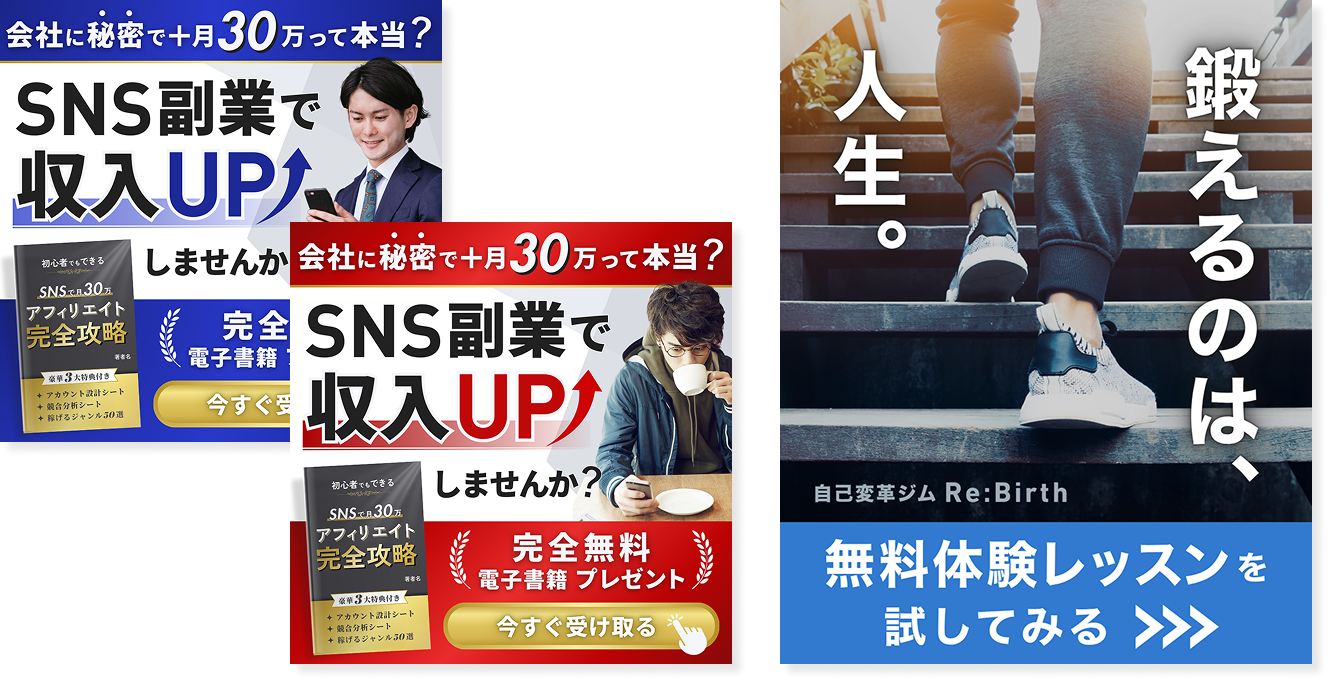 会社に秘密で＋月30万って本当？
SNS副業で
収入UP
しませんか
初心者でもできる
SNSで月30万
アフィリエイト
完全攻略
著者名
豪華3大特典付き
アカウント設計シート
競合分析シート
稼げるジャンル50選
完全
電子書籍
今すぐ受
会社に秘密で＋月30万って本当？
SNS副業で
収入UP
しませんか？
初心者でもできる
SNSで月30万
アフィリエイト
完全攻略
著者名
豪華3大特典付き
アカウント設計シート
競合分析シート
稼げるジャンル50選
完全無料
電子書籍 プレゼント
今すぐ受け取る
鍛えるのは、
人生。
自己変革ジム Re:Birth
無料体験レッスンを
試してみる >>>